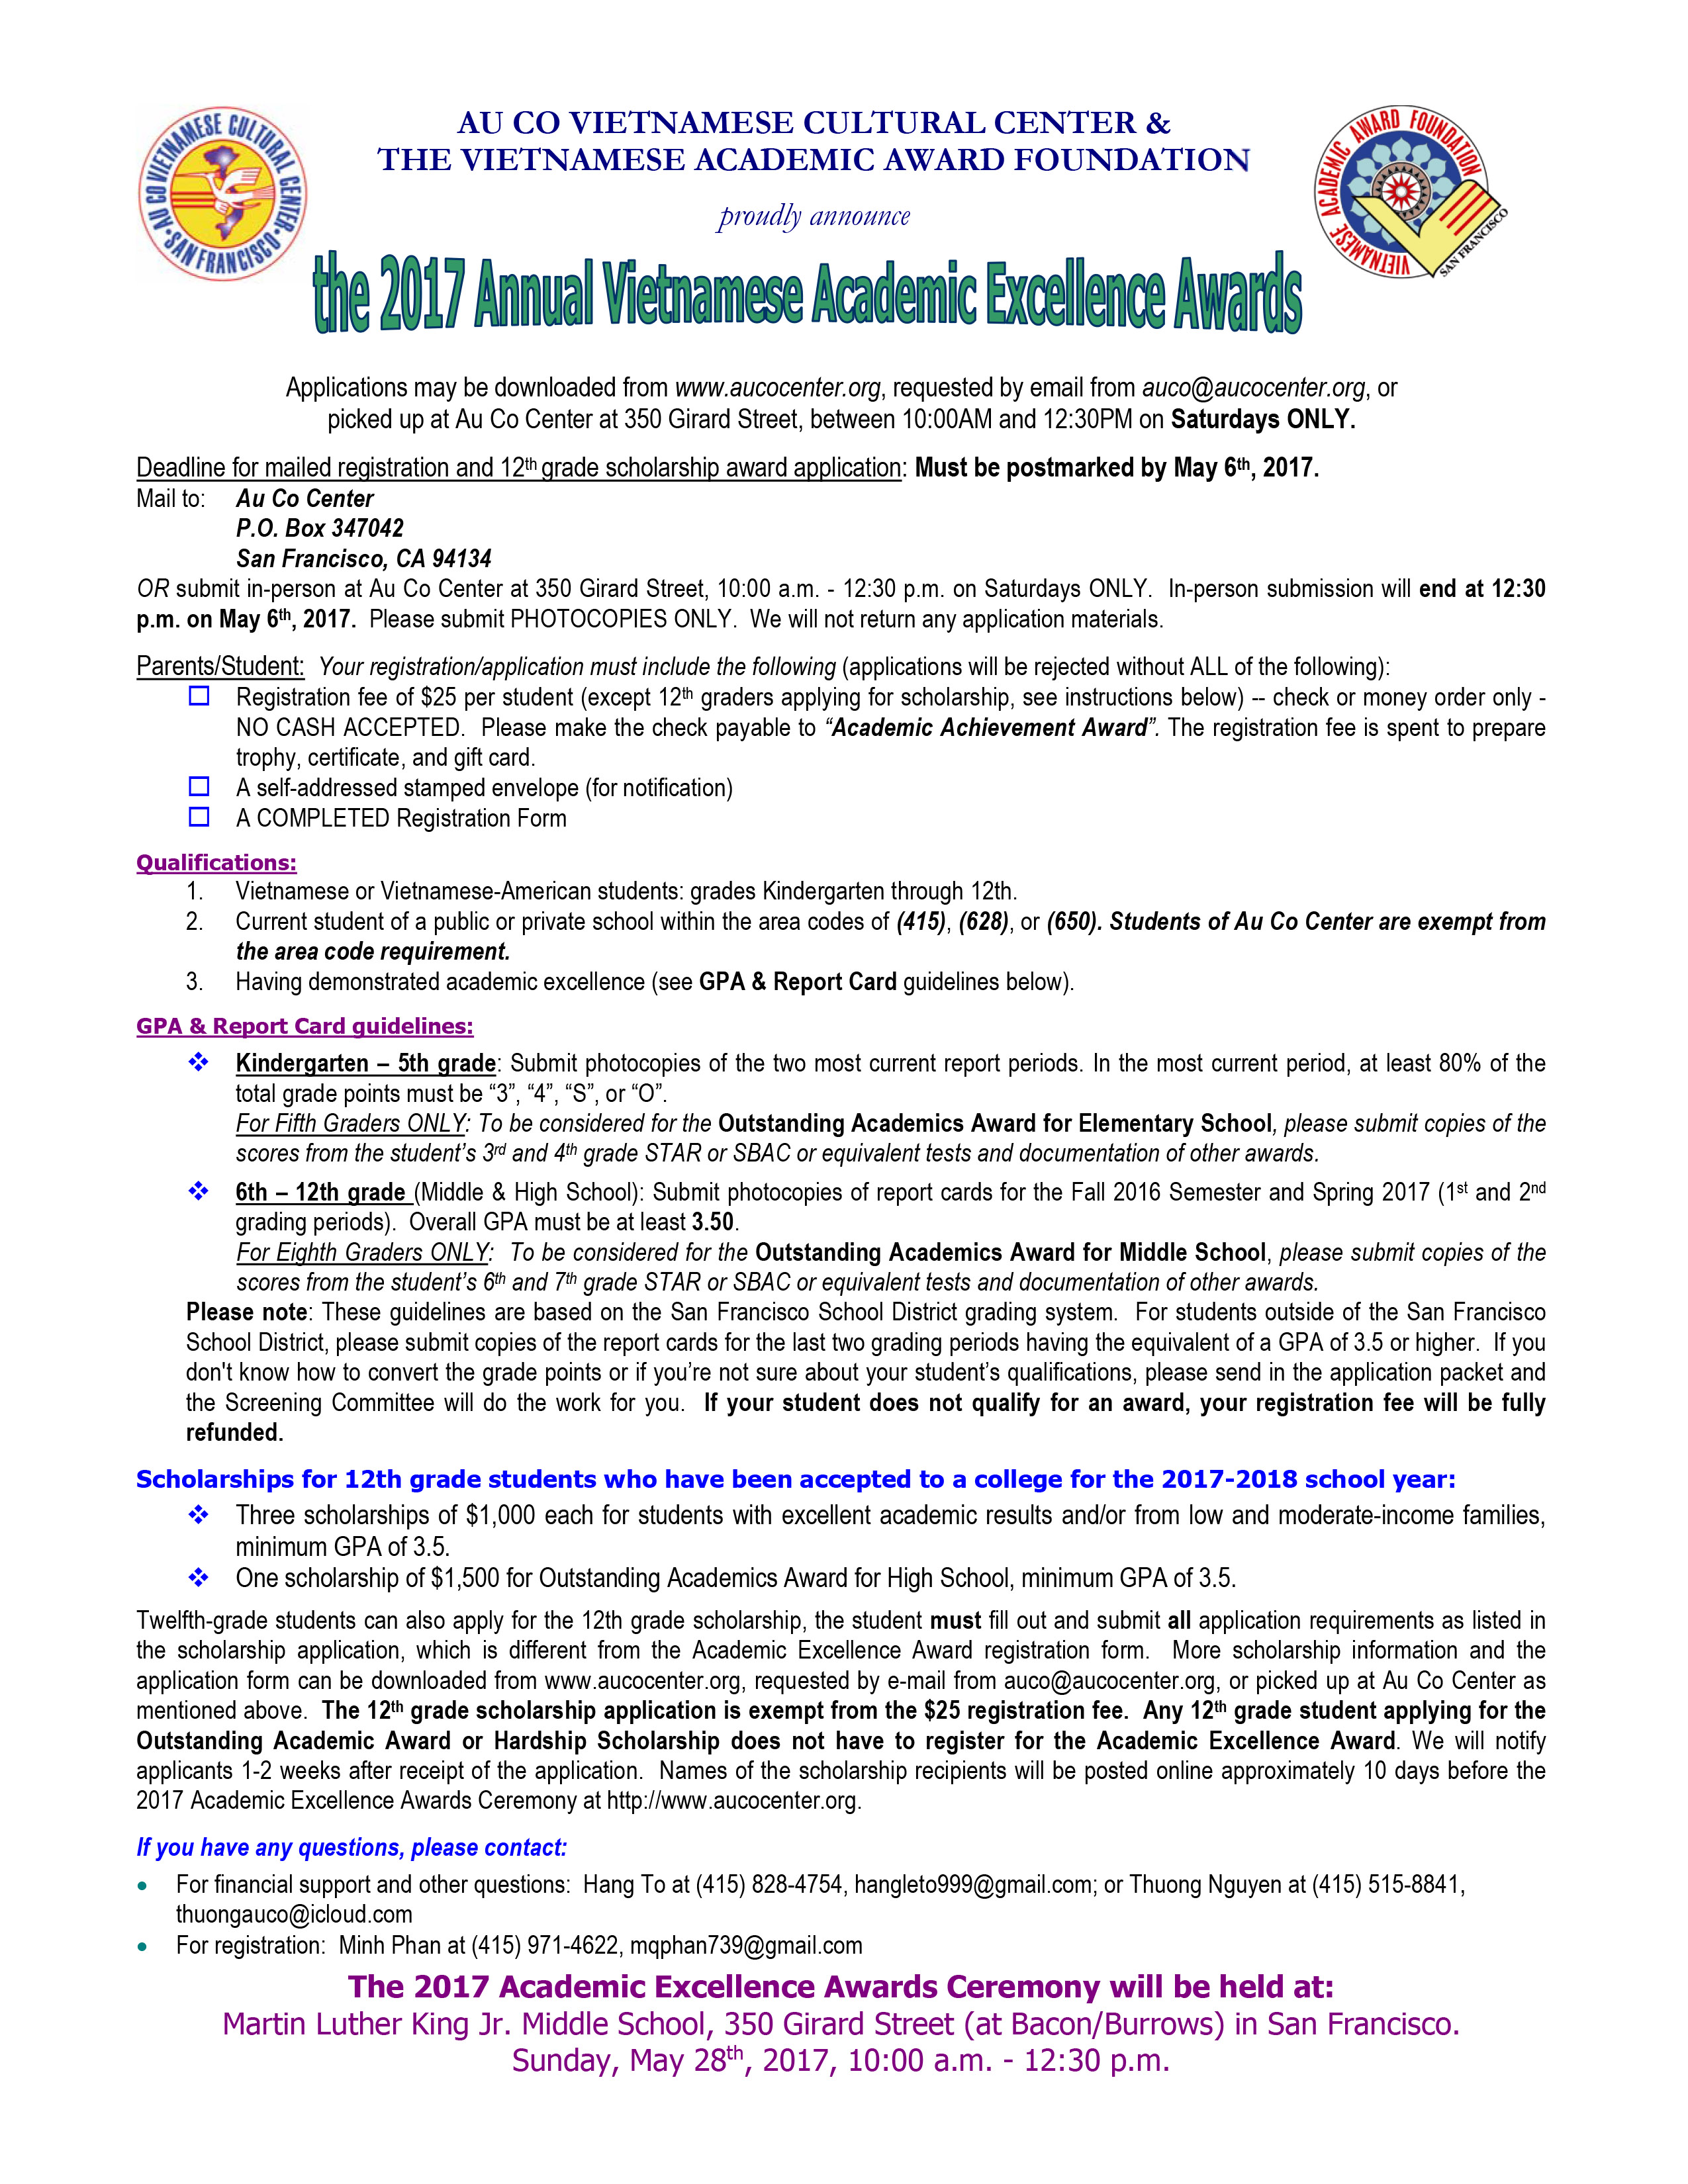 AU CO VIETNAMESE CULTURAL CENTER &
THE VIETNAMESE ACADEMIC AWARD FOUNDATION
AU CO VIETNAMESE CULTURAL CENTER • SAN FRANCISCO •
VIETNAMESE ACADEMIC AWARD FOUNDATION
SAN FRANCISCO
proudly announce
the 2017 Annual Vietnamese Academic Excellence Awards
Applications may be downloaded from www.aucocenter.org, requested by email from auco@aucocenter.org, or
picked up at Au Co Center at 350 Girard Street, between 10:00AM and 12:30PM on Saturdays ONLY.
Deadline for mailed registration and 12th grade scholarship award application: Must be postmarked by May 6th, 2017.
Mail to: Au Co Center
P.O. Box 347042
San Francisco, CA 94134
OR submit in-person at Au Co Center at 350 Girard Street, 10:00 a.m. - 12:30 p.m. on Saturdays ONLY. In-person submission will end at 12:30
p.m. on May 6th, 2017. Please submit PHOTOCOPIES ONLY. We will not return any application materials.
Parents/Student: Your registration/application must include the following (applications will be rejected without ALL of the following):
☐ Registration fee of $25 per student (except 12th graders applying for scholarship, see instructions below) -- check or money order only -
NO CASH ACCEPTED. Please make the check payable to “Academic Achievement Award”. The registration fee is spent to prepare
trophy, certificate, and gift card.
☐ A self-addressed stamped envelope (for notification)
☐ A COMPLETED Registration Form
Qualifications:
1. Vietnamese or Vietnamese-American students: grades Kindergarten through 12th.
2. Current student of a public or private school within the area codes of (415), (628), or (650). Students of Au Co Center are exempt from
the area code requirement.
3. Having demonstrated academic excellence (see GPA & Report Card guidelines below).
GPA & Report Card guidelines:
❖ Kindergarten – 5th grade: Submit photocopies of the two most current report periods. In the most current period, at least 80% of the
total grade points must be “3”, “4”, “S”, or “O”.
For Fifth Graders ONLY: To be considered for the Outstanding Academics Award for Elementary School, please submit copies of the
scores from the student’s 3rd and 4th grade STAR or SBAC or equivalent tests and documentation of other awards.
❖ 6th – 12th grade (Middle & High School): Submit photocopies of report cards for the Fall 2016 Semester and Spring 2017 (1st and 2nd
grading periods). Overall GPA must be at least 3.50.
For Eighth Graders ONLY: To be considered for the Outstanding Academics Award for Middle School, please submit copies of the
scores from the student’s 6th and 7th grade STAR or SBAC or equivalent tests and documentation of other awards.
Please note: These guidelines are based on the San Francisco School District grading system. For students outside of the San Francisco
School District, please submit copies of the report cards for the last two grading periods having the equivalent of a GPA of 3.5 or higher. If you
don't know how to convert the grade points or if you’re not sure about your student’s qualifications, please send in the application packet and
the Screening Committee will do the work for you. If your student does not qualify for an award, your registration fee will be fully
refunded.
Scholarships for 12th grade students who have been accepted to a college for the 2017-2018 school year:
❖ Three scholarships of $1,000 each for students with excellent academic results and/or from low and moderate-income families,
minimum GPA of 3.5.
❖ One scholarship of $1,500 for Outstanding Academics Award for High School, minimum GPA of 3.5.
Twelfth-grade students can also apply for the 12th grade scholarship, the student must fill out and submit all application requirements as listed in
the scholarship application, which is different from the Academic Excellence Award registration form. More scholarship information and the
application form can be downloaded from www.aucocenter.org, requested by e-mail from auco@aucocenter.org, or picked up at Au Co Center as
mentioned above. The 12th grade scholarship application is exempt from the $25 registration fee. Any 12th grade student applying for the
Outstanding Academic Award or Hardship Scholarship does not have to register for the Academic Excellence Award. We will notify
applicants 1-2 weeks after receipt of the application. Names of the scholarship recipients will be posted online approximately 10 days before the
2017 Academic Excellence Awards Ceremony at http://www.aucocenter.org.
If you have any questions, please contact:
• For financial support and other questions: Hang To at (415) 828-4754, hangleto999@gmail.com; or Thuong Nguyen at (415) 515-8841,
thuongauco@icloud.com
• For registration: Minh Phan at (415) 971-4622, mqphan739@gmail.com
The 2017 Academic Excellence Awards Ceremony will be held at:
Martin Luther King Jr. Middle School, 350 Girard Street (at Bacon/Burrows) in San Francisco.
Sunday, May 28th, 2017, 10:00 a.m. - 12:30 p.m.